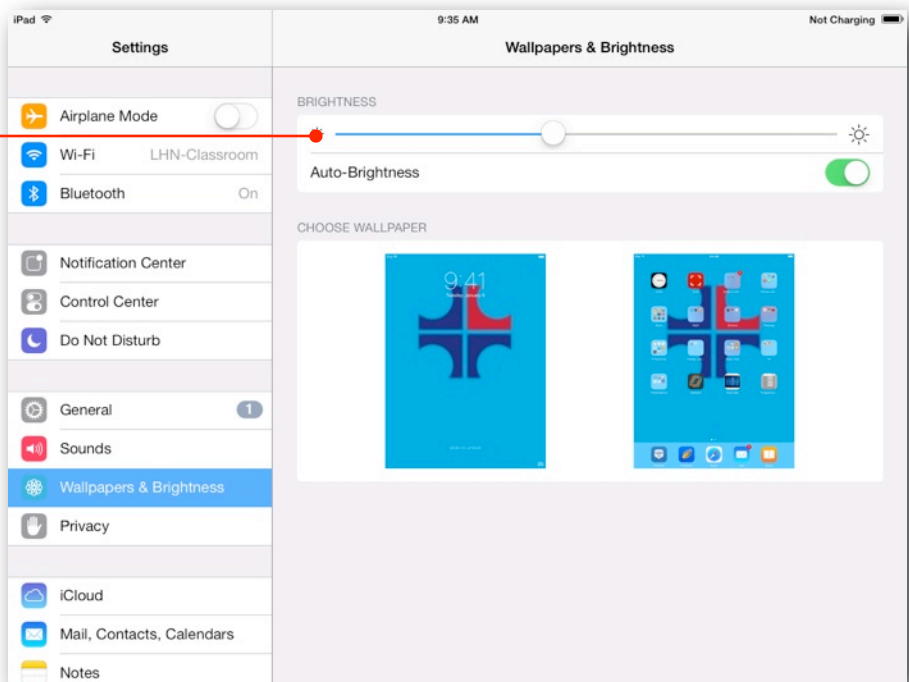 iPad
9:35 AM
Not Charging
Settings
Wallpapers & Brightness
Airplane Mode
Wi-Fi LHN-Classroom
Bluetooth On
Notification Center
Control Center
Do Not Disturb
General 1
Sounds
Wallpapers & Brightness
Privacy
iCloud
Mail, Contacts, Calendars
Notes
BRIGHTNESS
Auto-Brightness
CHOOSE WALLPAPER
9:41